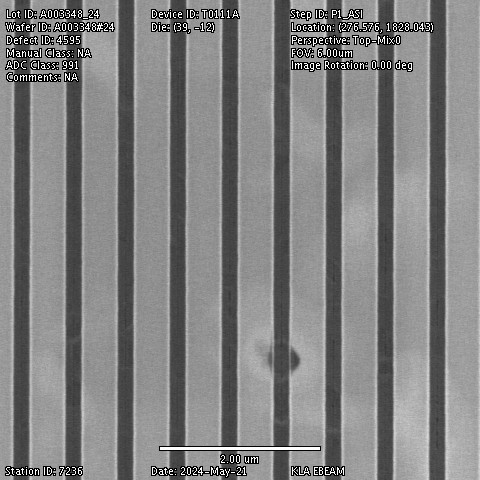 Lot ID: A003348_24 Device ID: T0111A Step ID: P1_ASI
Wafer ID: A003348#24 Die: (39, -12) Location: (276.576, 1828.043)
Defect ID: 4595 Perspective: Top-Mix0
Manual Class: NA FOV: 6.00um
ADC Class: 991 Image Rotation: 0.00 deg
Comments: NA
2.00 um
Station ID: 7236 Date: 2024-May-21 KLA EBEAM